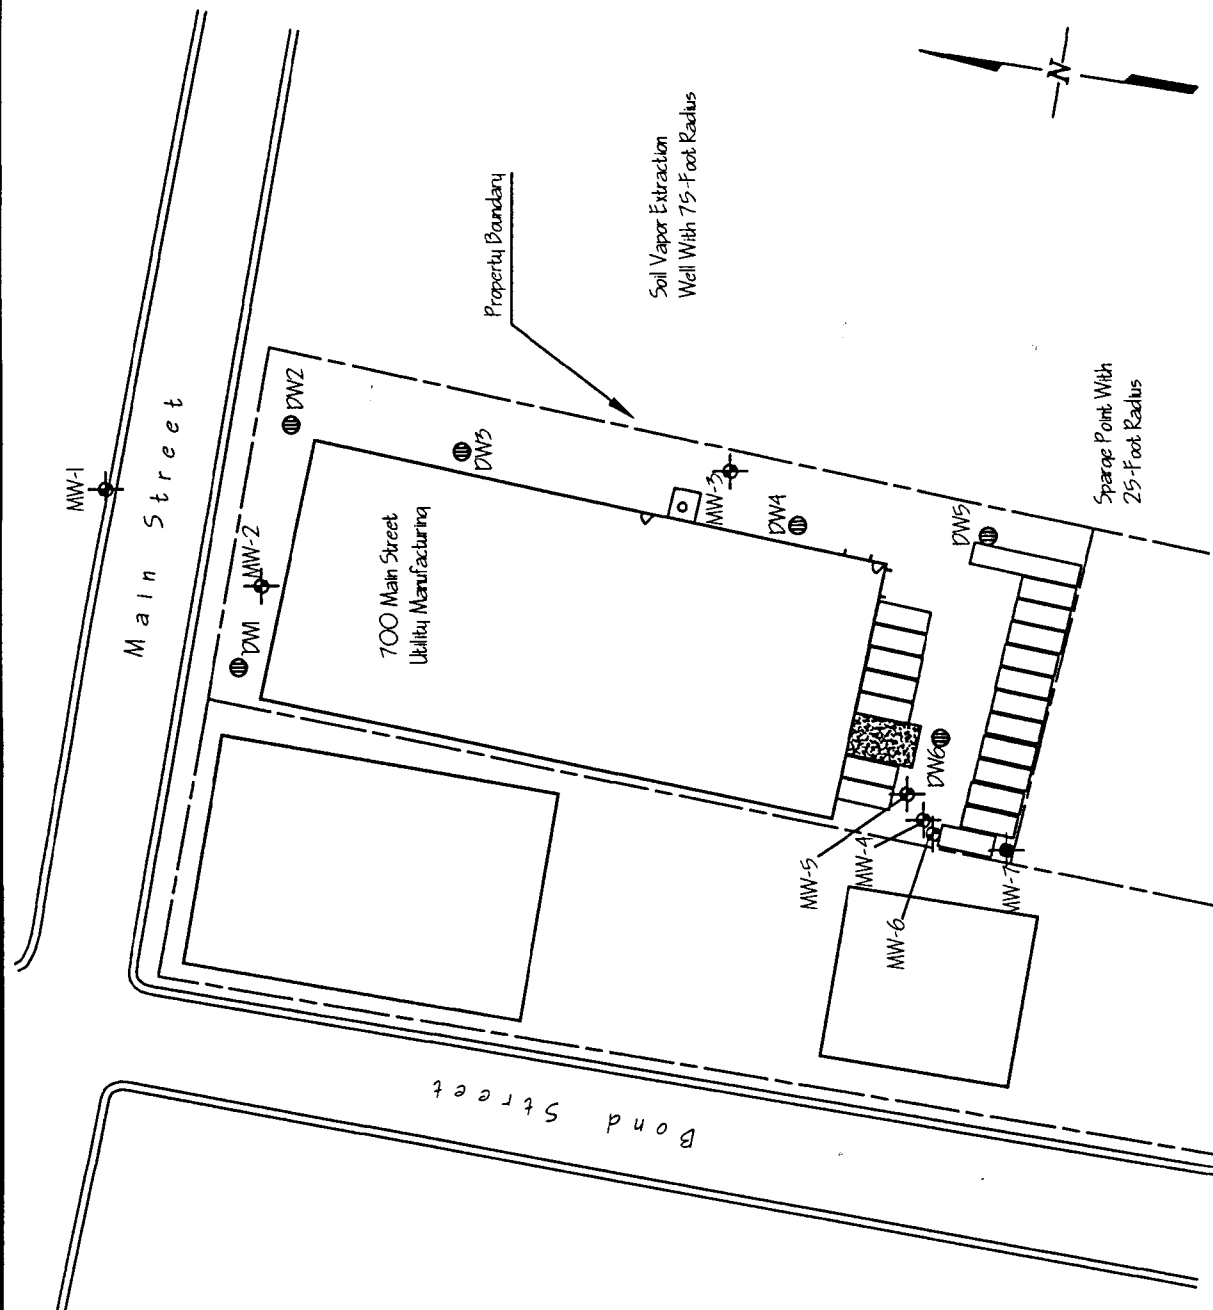 MW-1
Main Street
MW-2
DW1
DW2
DW3
700 Main Street
Utility Manufacturing
Property Boundary
Soil Vapor Extraction
Well With 75-Foot Radius
N
MW-3
DW4
DW5
Sparge Point With
25-Foot Radius
DW6
MW-5
MW-4
MW-6
MW-7
Bond Street